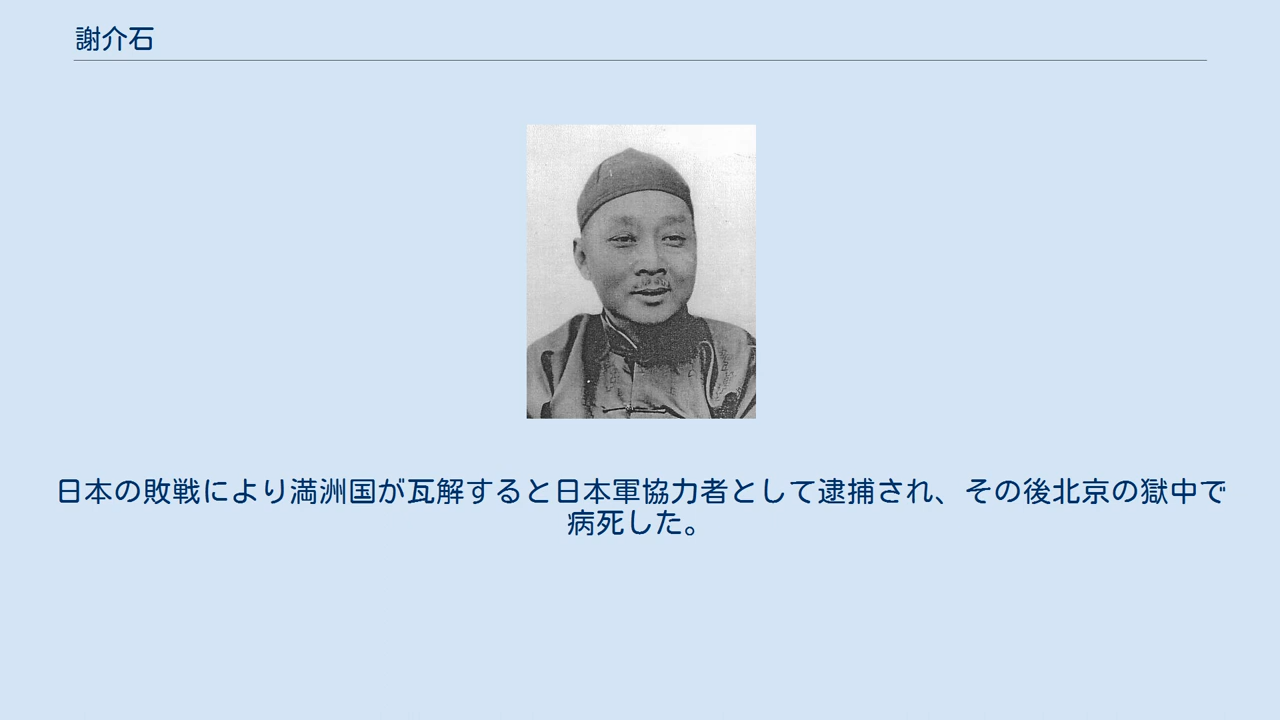 謝介石
日本の敗戦により満洲国が瓦解すると日本軍協力者として逮捕され、その後北京の獄中で
病死した。